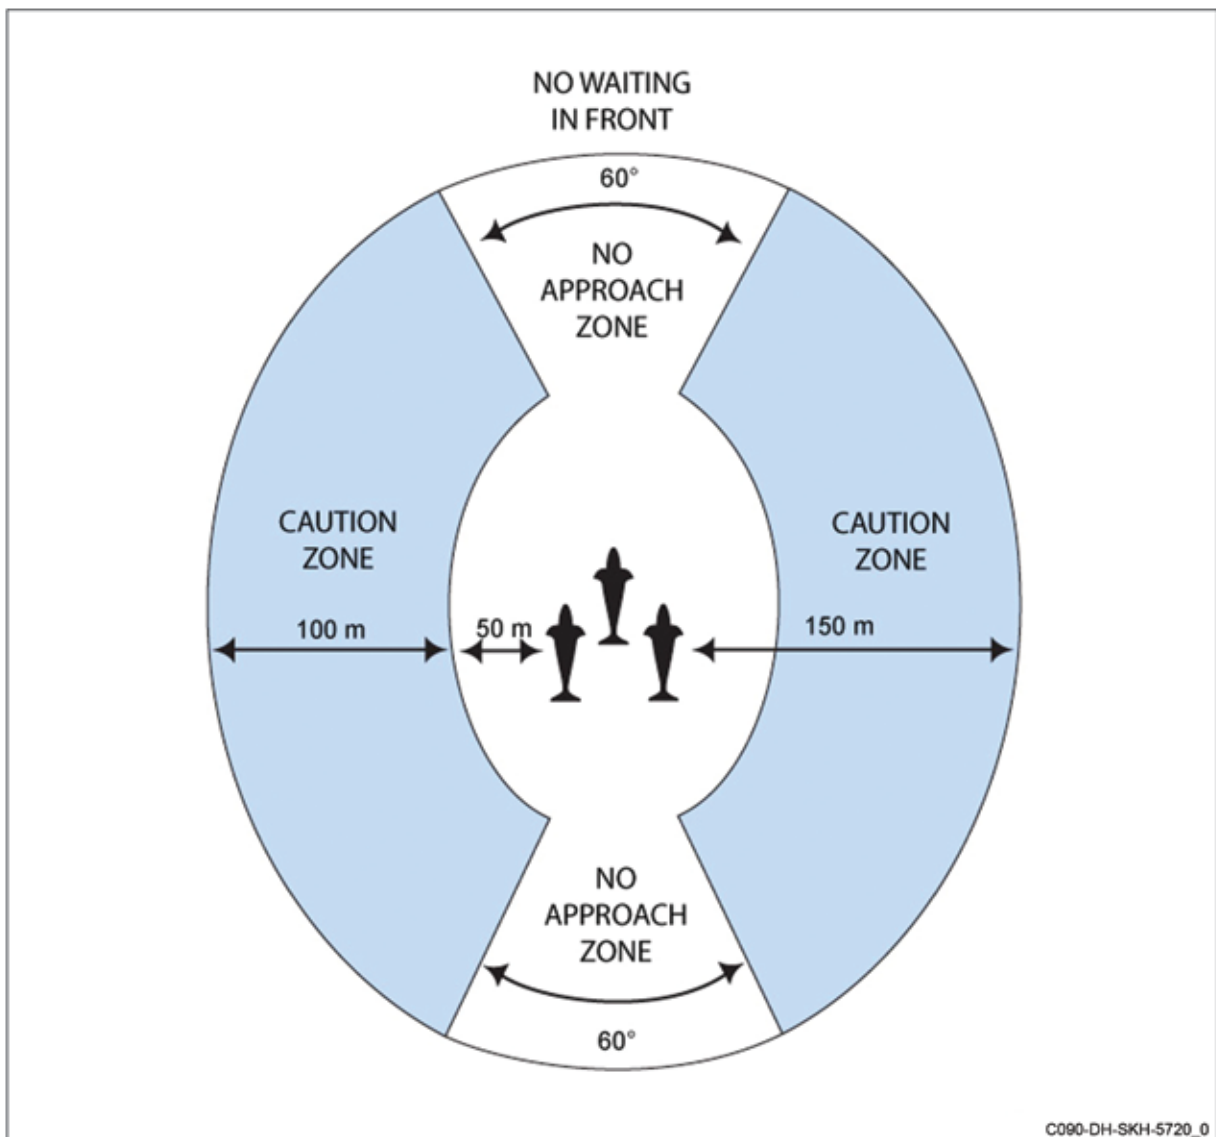 NO WAITING
IN FRONT
60°
NO
APPROACH
ZONE
CAUTION
ZONE
CAUTION
ZONE
100 m
50 m
150 m
NO
APPROACH
ZONE
60°
C090-DH-SKH-5720_0